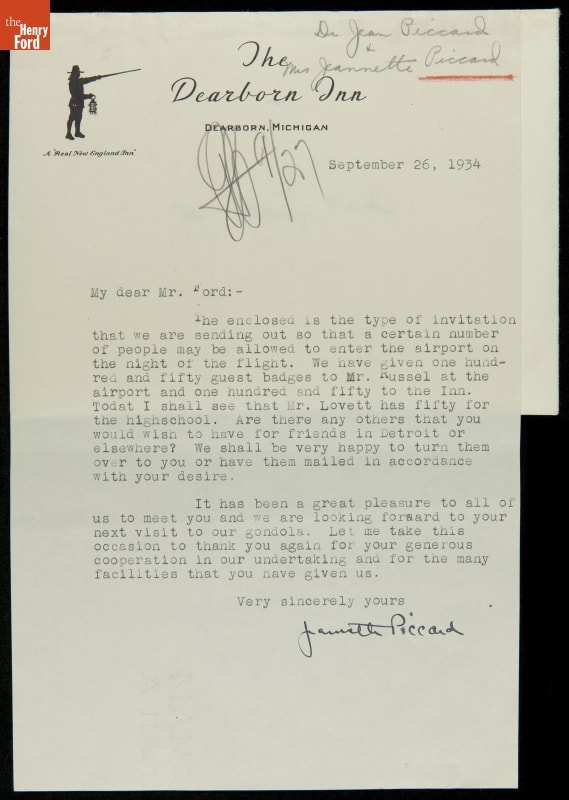 the
Henry
Ford
Dr Jean Piccard
+
Mrs Jeannette Piccard
The
Dearborn Inn
DEARBORN, MICHIGAN
A "Real New England Inn"
9/27
September 26, 1934
My dear Mr. Ford:-
The enclosed is the type of invitation
that we are sending out so that a certain number
of people may be allowed to enter the airport on
the night of the flight. We have given one hund-
red and fifty guest badges to Mr. Russel at the
airport and one hundred and fifty to the Inn.
Todat I shall see that Mr. Lovett has fifty for
the highschool. Are there any others that you
would wish to have for friends in Detroit or
elsewhere? We shall be very happy to turn them
over to you or have them mailed in accordance
with your desire.
It has been a great pleasure to all of
us to meet you and we are looking forward to your
next visit to our gondola. Let me take this
occasion to thank you again for your generous
cooperation in our undertaking and for the many
facilities that you have given us.
Very sincerely yours
Jeannette Piccard